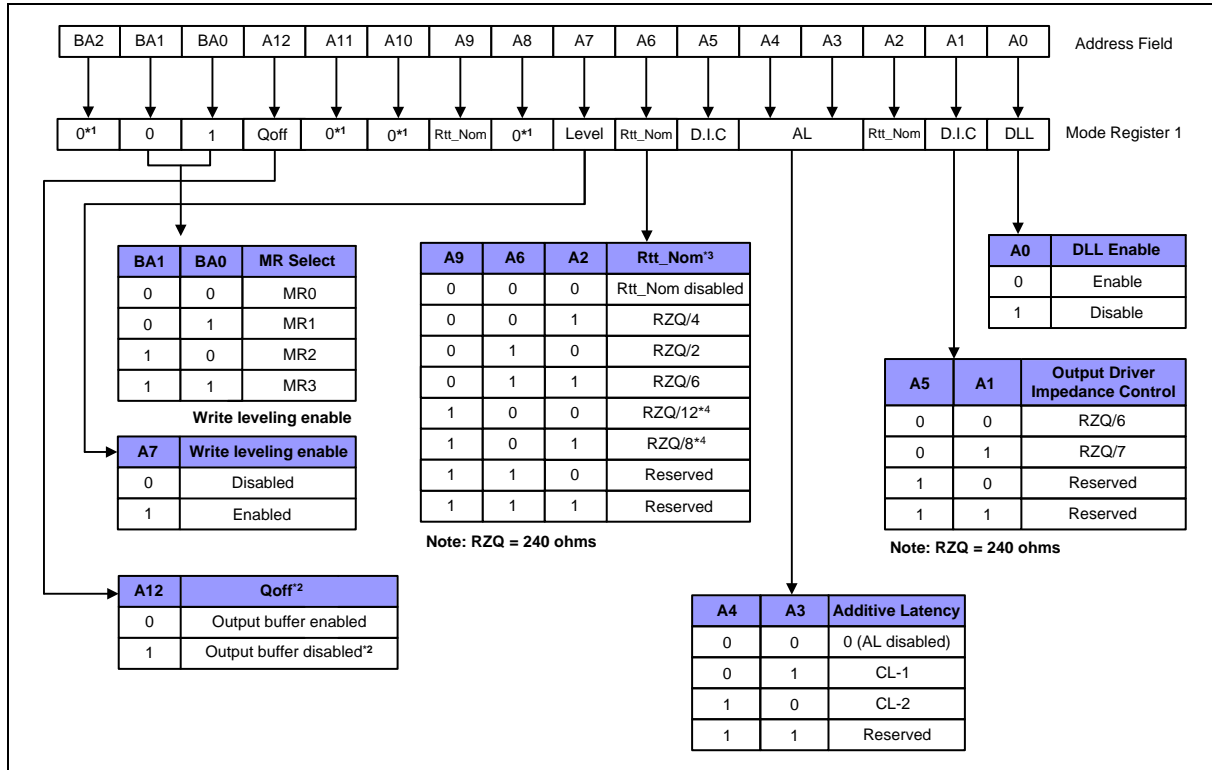 BA2 BA1 BA0 A12 A11 A10 A9 A8 A7 A6 A5 A4 A3 A2 A1 A0 Address Field
0*1 0 1 Qoff 0*1 0*1 Rtt_Nom 0*1 Level Rtt_Nom D.I.C AL Rtt_Nom D.I.C DLL Mode Register 1
BA1 BA0 MR Select
0 0 MR0
0 1 MR1
1 0 MR2
1 1 MR3
Write leveling enable
A7 Write leveling enable
0 Disabled
1 Enabled
A12 Qoff*2
0 Output buffer enabled
1 Output buffer disabled*2
A9 A6 A2 Rtt_Nom*3
0 0 0 Rtt_Nom disabled
0 0 1 RZQ/4
0 1 0 RZQ/2
0 1 1 RZQ/6
1 0 0 RZQ/12*4
1 0 1 RZQ/8*4
1 1 0 Reserved
1 1 1 Reserved
Note: RZQ = 240 ohms
A0 DLL Enable
0 Enable
1 Disable
A5 A1 Output Driver
Impedance Control
0 0 RZQ/6
0 1 RZQ/7
1 0 Reserved
1 1 Reserved
Note: RZQ = 240 ohms
A4 A3 Additive Latency
0 0 0 (AL disabled)
0 1 CL-1
1 0 CL-2
1 1 Reserved